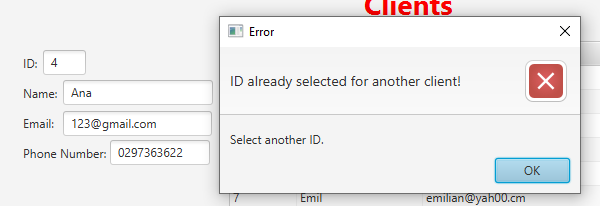 Clients
Error
ID: 4
ID already selected for another client!
Name: Ana
Email: 123@gmail.com
Select another ID.
Phone Number: 0297363622
OK
7 Emil emilian@yah00.cm